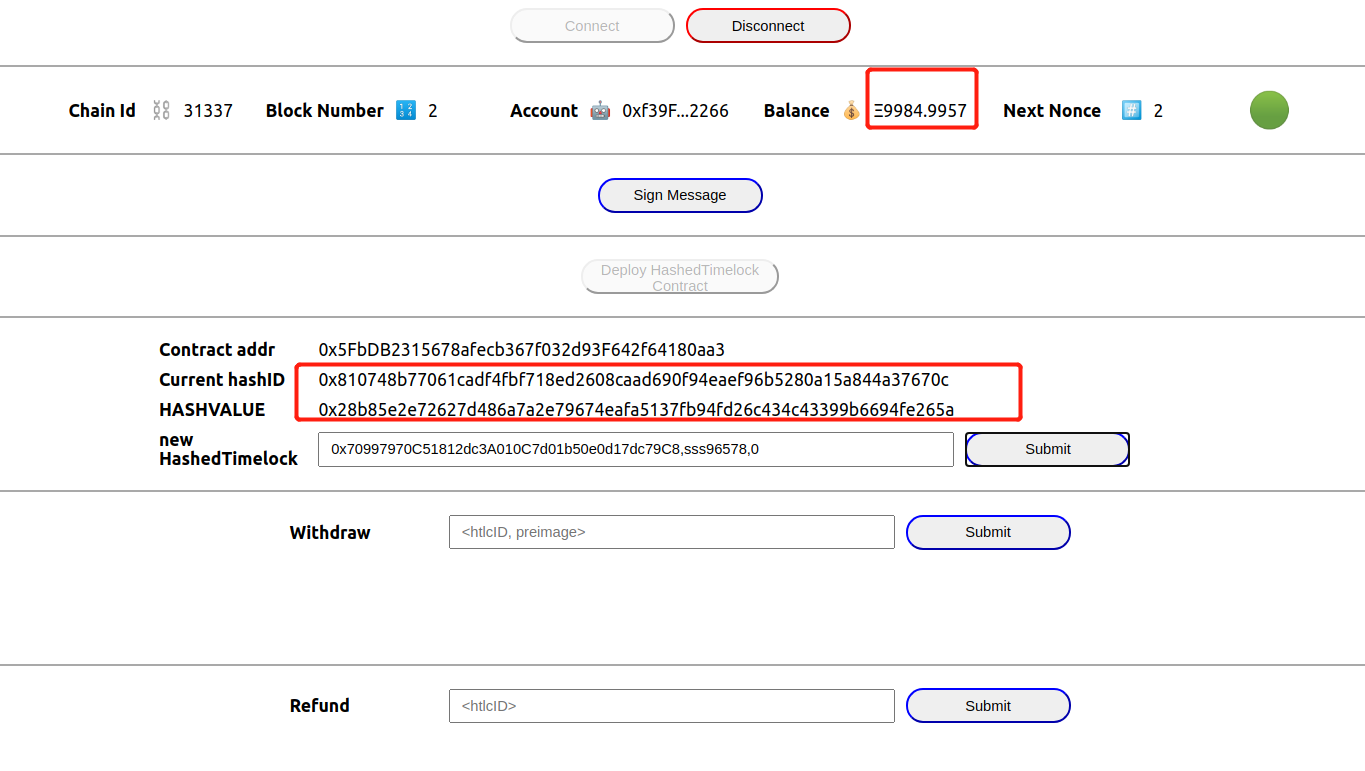 Connect Disconnect
Chain Id ⛓ 31337 Block Number 🔢 2 Account 🤖 0xf39F...2266 Balance 💰 Ξ9984.9957 Next Nonce #️⃣ 2
Sign Message
Deploy HashedTimelock
Contract
Contract addr 0x5FbDB2315678afecb367f032d93F642f64180aa3
Current hashID 0x810748b77061cadf4fbf718ed2608caad690f94eaef96b5280a15a844a37670c
HASHVALUE 0x28b85e2e72627d486a7a2e79674eafa5137fb94fd26c434c43399b6694fe265a
new
HashedTimelock 0x70997970C51812dc3A010C7d01b50e0d17dc79C8,sss96578,0 Submit
Withdraw <htlcID, preimage> Submit
Refund <htlcID> Submit